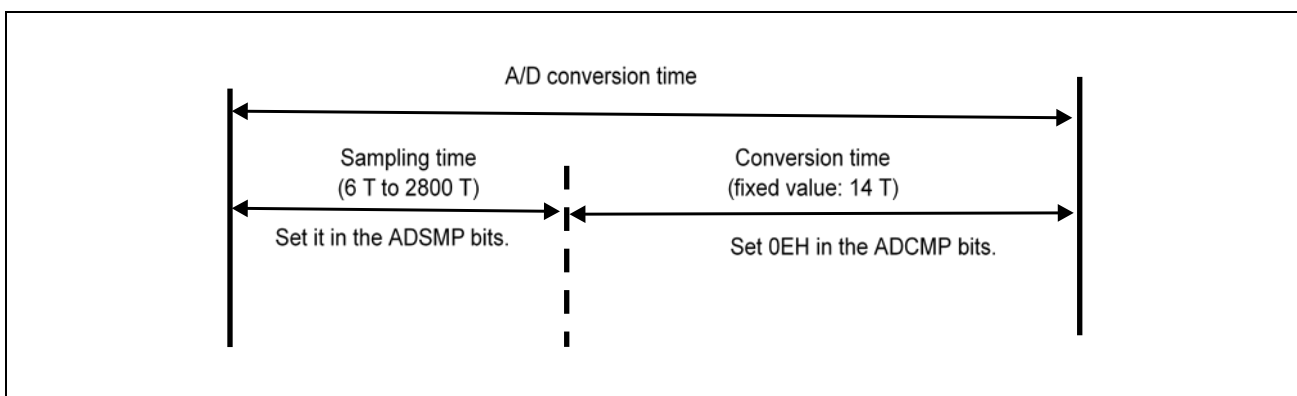 A/D conversion time
Sampling time
(6 T to 2800 T)
Conversion time
(fixed value: 14 T)
Set it in the ADSMP bits.
Set 0EH in the ADCMP bits.